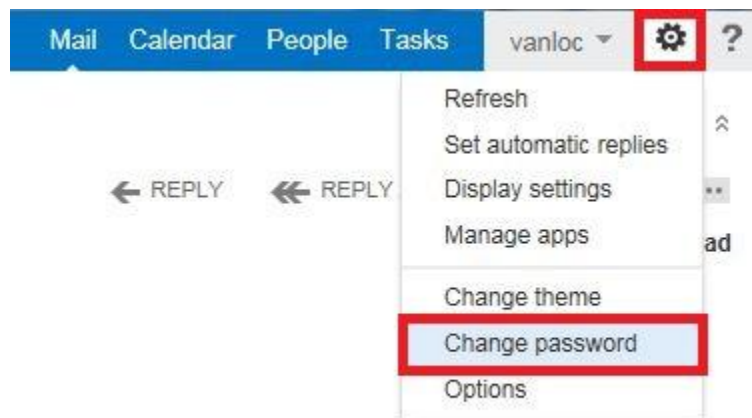 Mail Calendar People Tasks vanloc ?
Refresh
Set automatic replies
REPLY REPLY Display settings
Manage apps ad
Change theme
Change password
Options